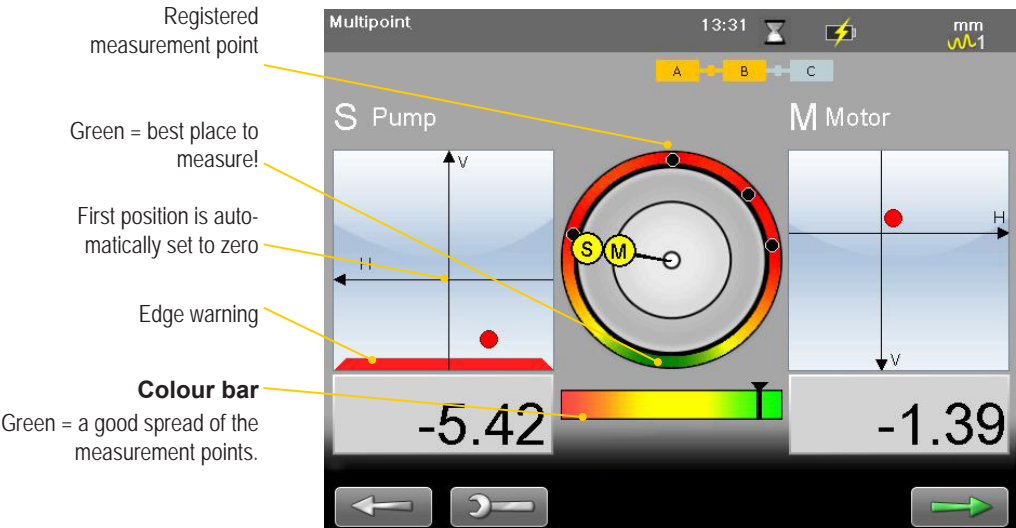 Registered
measurement point
Green = best place to
measure!
First position is auto-
matically set to zero
Edge warning
Colour bar
Green = a good spread of the
measurement points.
Multipoint 13:31 mm
1
A B C
S Pump M Motor
V
H
S M
H
V
-5.42 -1.39